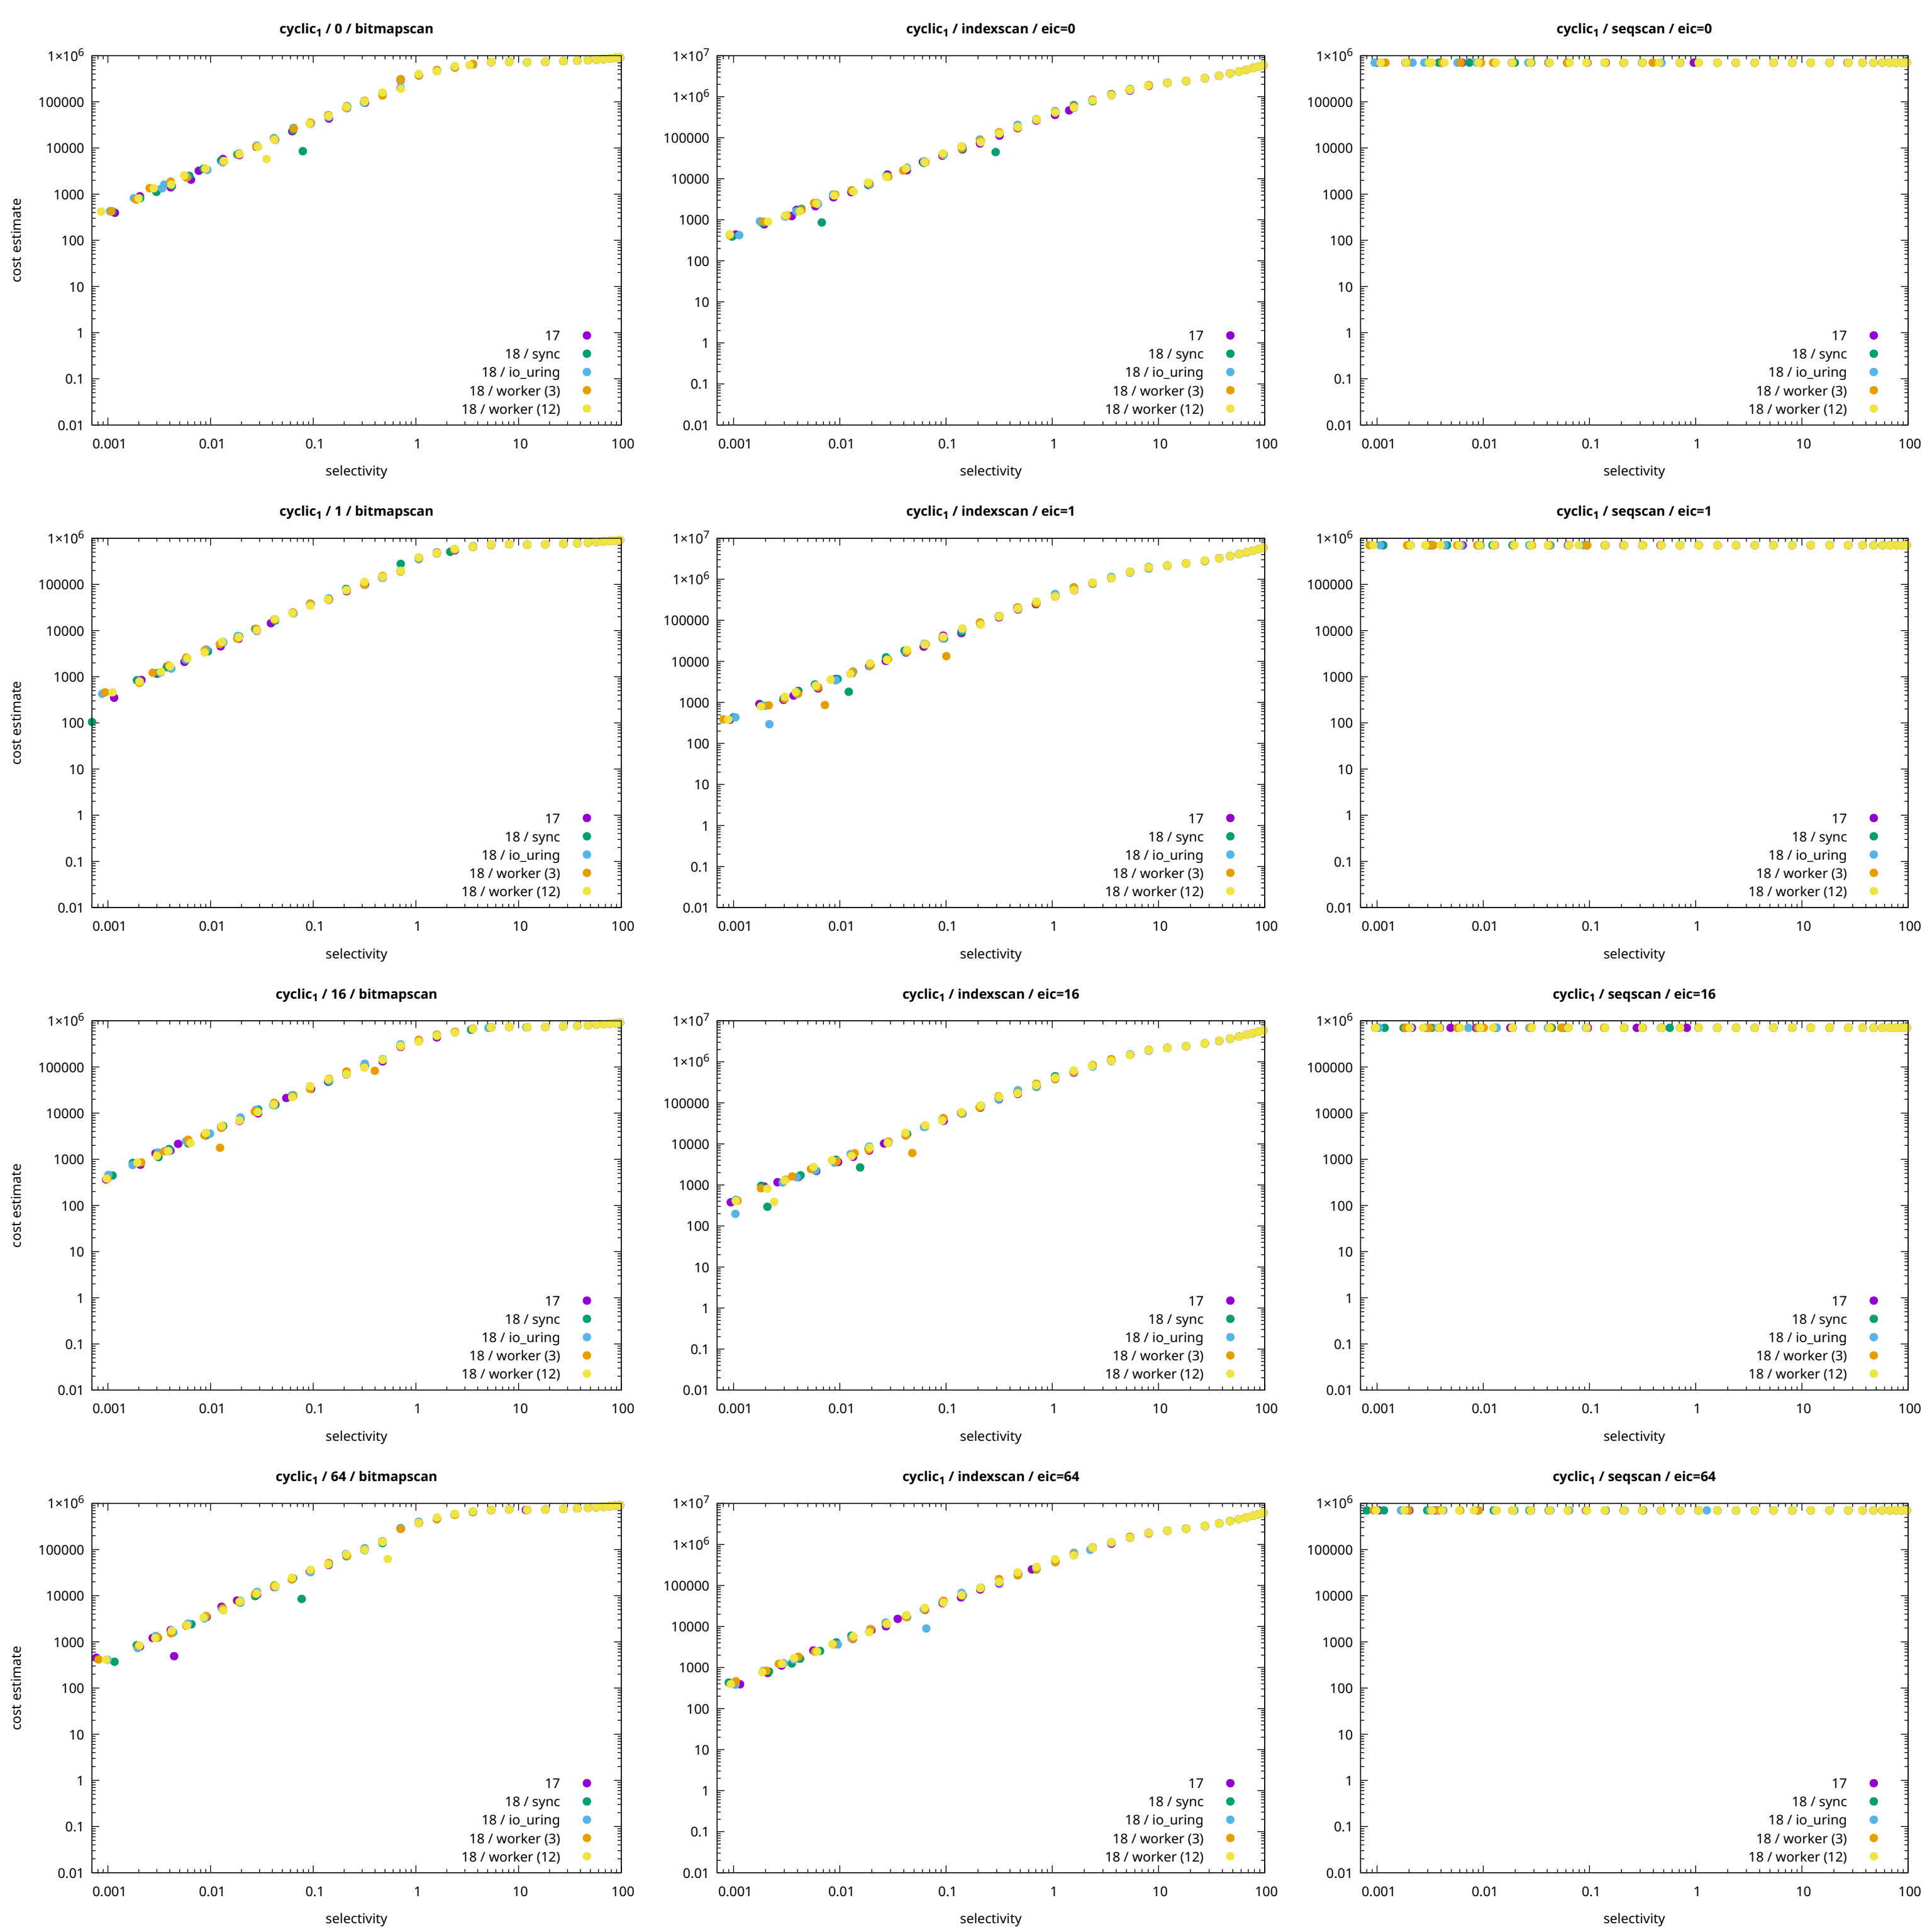 cyclic₁ / 0 / bitmapscan
cost estimate
1×10⁶
100000
10000
1000
100
10
1
0.1
0.01
17
18 / sync
18 / io_uring
18 / worker (3)
18 / worker (12)
0.001 0.01 0.1 1 10 100
selectivity
cyclic₁ / indexscan / eic=0
1×10⁷
1×10⁶
100000
10000
1000
100
10
1
0.1
0.01
17
18 / sync
18 / io_uring
18 / worker (3)
18 / worker (12)
0.001 0.01 0.1 1 10 100
selectivity
cyclic₁ / seqscan / eic=0
1×10⁶
100000
10000
1000
100
10
1
0.1
0.01
17
18 / sync
18 / io_uring
18 / worker (3)
18 / worker (12)
0.001 0.01 0.1 1 10 100
selectivity
cyclic₁ / 1 / bitmapscan
cost estimate
1×10⁶
100000
10000
1000
100
10
1
0.1
0.01
17
18 / sync
18 / io_uring
18 / worker (3)
18 / worker (12)
0.001 0.01 0.1 1 10 100
selectivity
cyclic₁ / indexscan / eic=1
1×10⁷
1×10⁶
100000
10000
1000
100
10
1
0.1
0.01
17
18 / sync
18 / io_uring
18 / worker (3)
18 / worker (12)
0.001 0.01 0.1 1 10 100
selectivity
cyclic₁ / seqscan / eic=1
1×10⁶
100000
10000
1000
100
10
1
0.1
0.01
17
18 / sync
18 / io_uring
18 / worker (3)
18 / worker (12)
0.001 0.01 0.1 1 10 100
selectivity
cyclic₁ / 16 / bitmapscan
cost estimate
1×10⁶
100000
10000
1000
100
10
1
0.1
0.01
17
18 / sync
18 / io_uring
18 / worker (3)
18 / worker (12)
0.001 0.01 0.1 1 10 100
selectivity
cyclic₁ / indexscan / eic=16
1×10⁷
1×10⁶
100000
10000
1000
100
10
1
0.1
0.01
17
18 / sync
18 / io_uring
18 / worker (3)
18 / worker (12)
0.001 0.01 0.1 1 10 100
selectivity
cyclic₁ / seqscan / eic=16
1×10⁶
100000
10000
1000
100
10
1
0.1
0.01
17
18 / sync
18 / io_uring
18 / worker (3)
18 / worker (12)
0.001 0.01 0.1 1 10 100
selectivity
cyclic₁ / 64 / bitmapscan
cost estimate
1×10⁶
100000
10000
1000
100
10
1
0.1
0.01
17
18 / sync
18 / io_uring
18 / worker (3)
18 / worker (12)
0.001 0.01 0.1 1 10 100
selectivity
cyclic₁ / indexscan / eic=64
1×10⁷
1×10⁶
100000
10000
1000
100
10
1
0.1
0.01
17
18 / sync
18 / io_uring
18 / worker (3)
18 / worker (12)
0.001 0.01 0.1 1 10 100
selectivity
cyclic₁ / seqscan / eic=64
1×10⁶
100000
10000
1000
100
10
1
0.1
0.01
17
18 / sync
18 / io_uring
18 / worker (3)
18 / worker (12)
0.001 0.01 0.1 1 10 100
selectivity